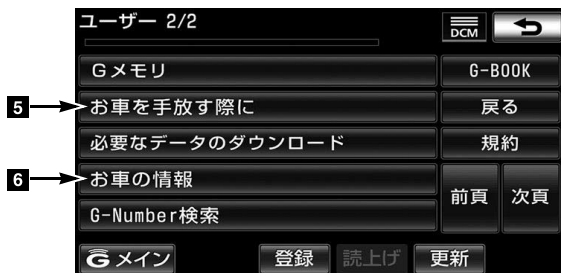 ユーザー 2/2
DCM
Gメモリ
G-BOOK
5
お車を手放す際に
戻る
必要なデータのダウンロード
規約
6
お車の情報
前頁
次頁
G-Number検索
G メイン
登録
読上げ
更新